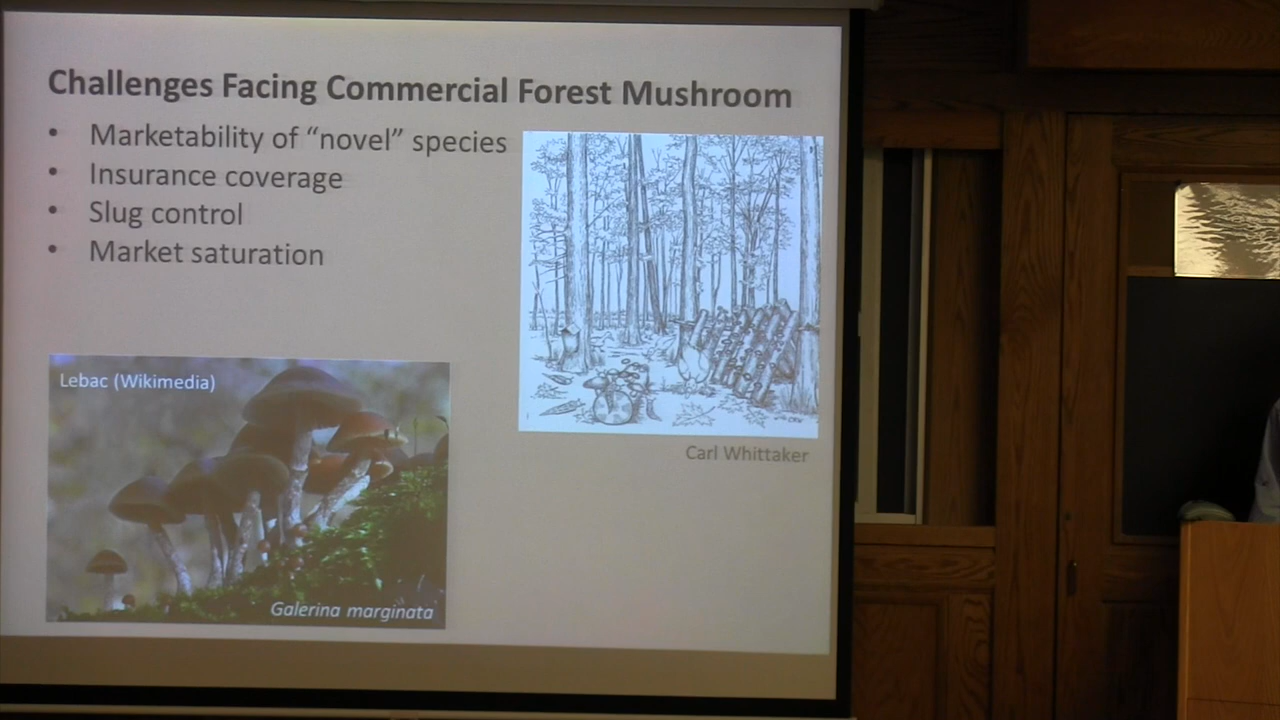 Challenges Facing Commercial Forest Mushroom
• Marketability of “novel” species
• Insurance coverage
• Slug control
• Market saturation
Carl Whittaker
Lebac (Wikimedia)
Galerina marginata